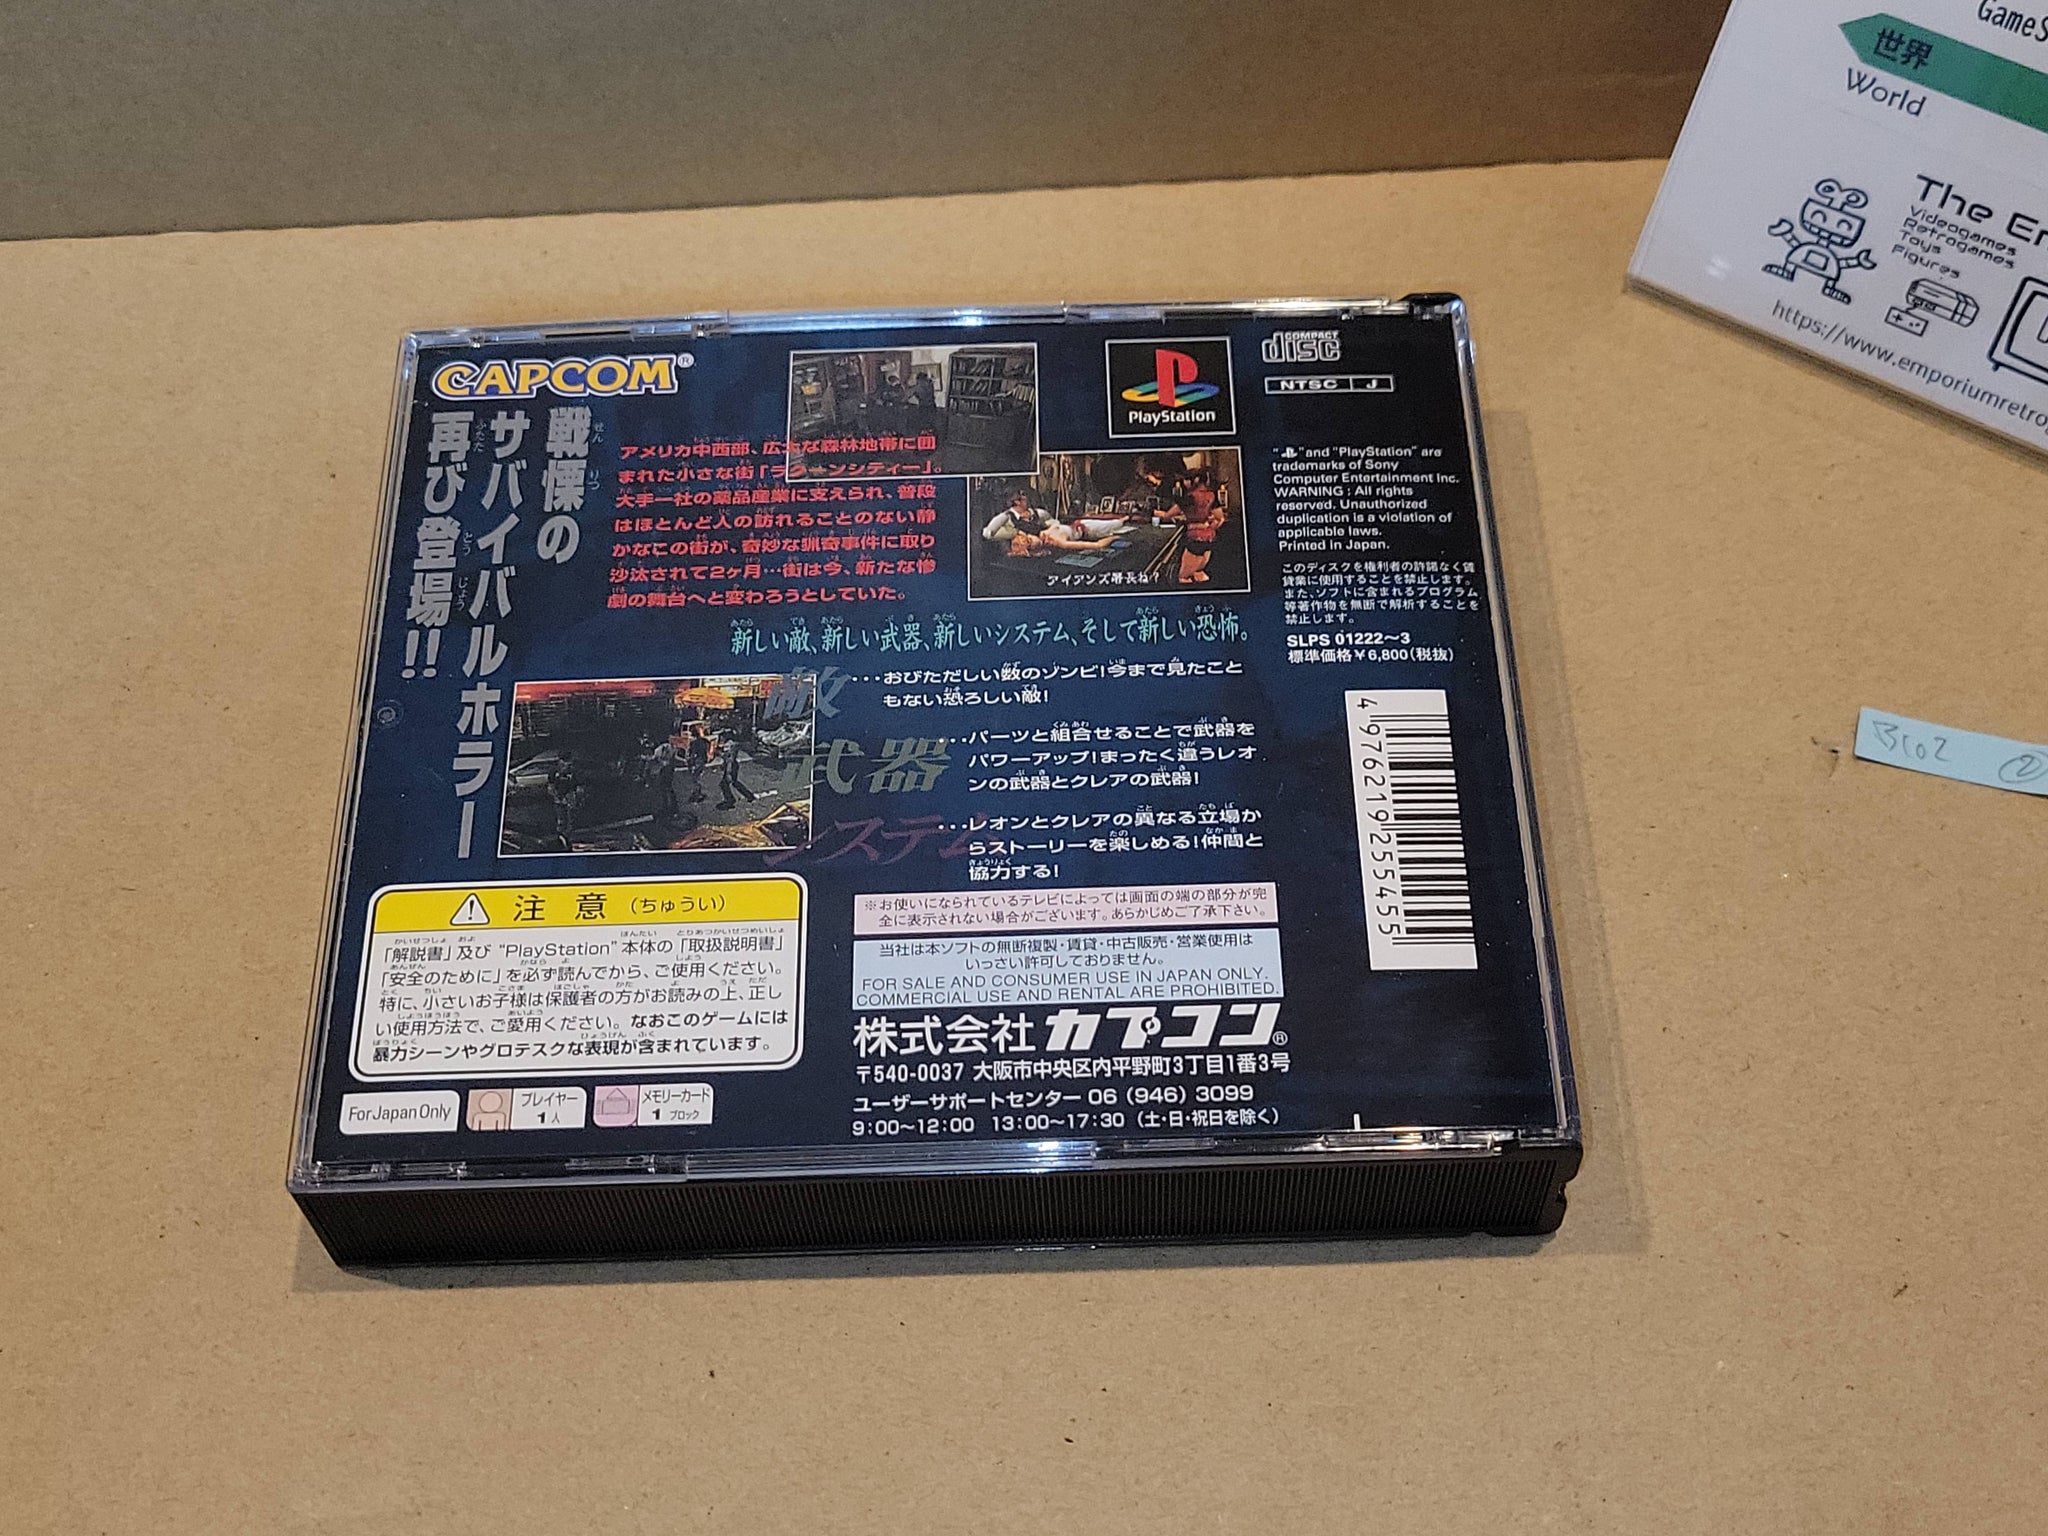 CAPCOM®
戦慄の
サバイバルホラー
再び登場!!
アメリカ中西部、広大な森林地帯に囲
まれた小さな街「ラクーンシティー」。
大手一社の薬品産業に支えられ、普段
はほとんど人の訪れることのない静
かなこの街が、奇妙な猟奇事件に取り
沙汰されて2ヶ月…街は今、新たな惨
劇の舞台へと変わろうとしていた。
アイアンズ署長ね?
新しい敵、新しい武器、新しいシステム、そして新しい恐怖。
敵
…おびただしい数のゾンビ!今まで見たこと
もない恐ろしい敵!
武器
…パーツと組合せることで武器を
パワーアップ!まったく違うレオ
ンの武器とクレアの武器!
システム
…レオンとクレアの異なる立場か
らストーリーを楽しめる!仲間と
協力する!
PlayStation
COMPACT
disc
NTSC J
"PS" and "PlayStation" are
trademarks of Sony
Computer Entertainment Inc.
WARNING : All rights
reserved. Unauthorized
duplication is a violation of
applicable laws.
Printed in Japan.
このディスクを権利者の許諾なく賃
貸業に使用することを禁止します。
また、ソフトに含まれるプログラム
等著作物を無断で解析することを
禁止します。
SLPS 01222〜3
標準価格¥6,800(税抜)
4976219255455
注意(ちゅうい)
「解説書」及び "PlayStation" 本体の「取扱説明書」
「安全のために」を必ず読んでから、ご使用ください。
特に、小さいお子様は保護者の方がお読みの上、正し
い使用方法で、ご愛用ください。なおこのゲームには
暴力シーンやグロテスクな表現が含まれています。
For Japan Only
プレイヤー
1人
メモリーカード
1 ブロック
※お使いになられているテレビによっては画面の端の部分が完
全に表示されない場合がございます。あらかじめご了承下さい。
当社は本ソフトの無断複製・賃貸・中古販売・営業使用は
いっさい許可しておりません。
FOR SALE AND CONSUMER USE IN JAPAN ONLY.
COMMERCIAL USE AND RENTAL ARE PROHIBITED.
株式会社カプコン®
〒540-0037 大阪市中央区内平野町3丁目1番3号
ユーザーサポートセンター 06 (946) 3099
9:00〜12:00 13:00〜17:30 (土・日・祝日を除く)
世界
World
The
Videogames
Retrogames
Toys
Figures